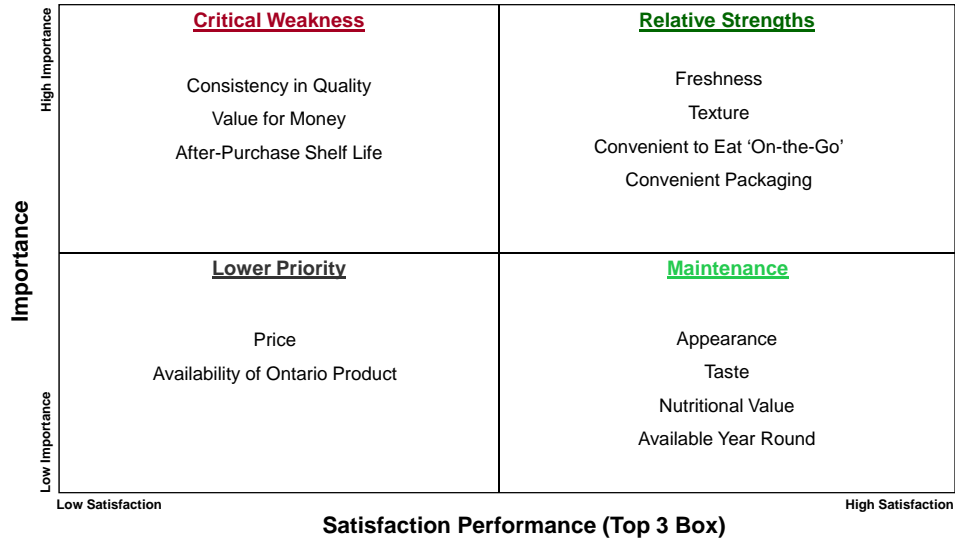 Critical Weakness
Consistency in Quality
Value for Money
After-Purchase Shelf Life
Relative Strengths
Freshness
Texture
Convenient to Eat ‘On-the-Go’
Convenient Packaging
Lower Priority
Price
Availability of Ontario Product
Maintenance
Appearance
Taste
Nutritional Value
Available Year Round
High Importance
Importance
Low Importance
Low Satisfaction
High Satisfaction
Satisfaction Performance (Top 3 Box)